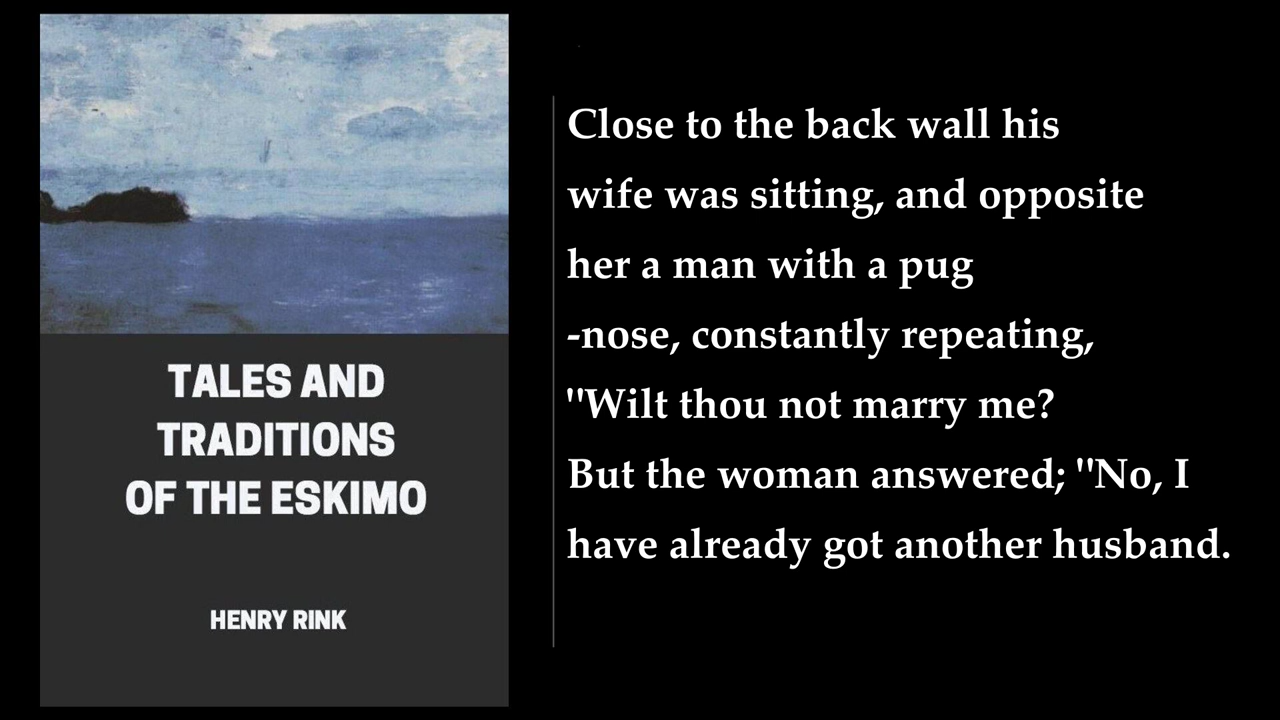 TALES AND
TRADITIONS
OF THE ESKIMO
HENRY RINK
Close to the back wall his
wife was sitting, and opposite
her a man with a pug
-nose, constantly repeating,
"Wilt thou not marry me?
But the woman answered; "No, I
have already got another husband.